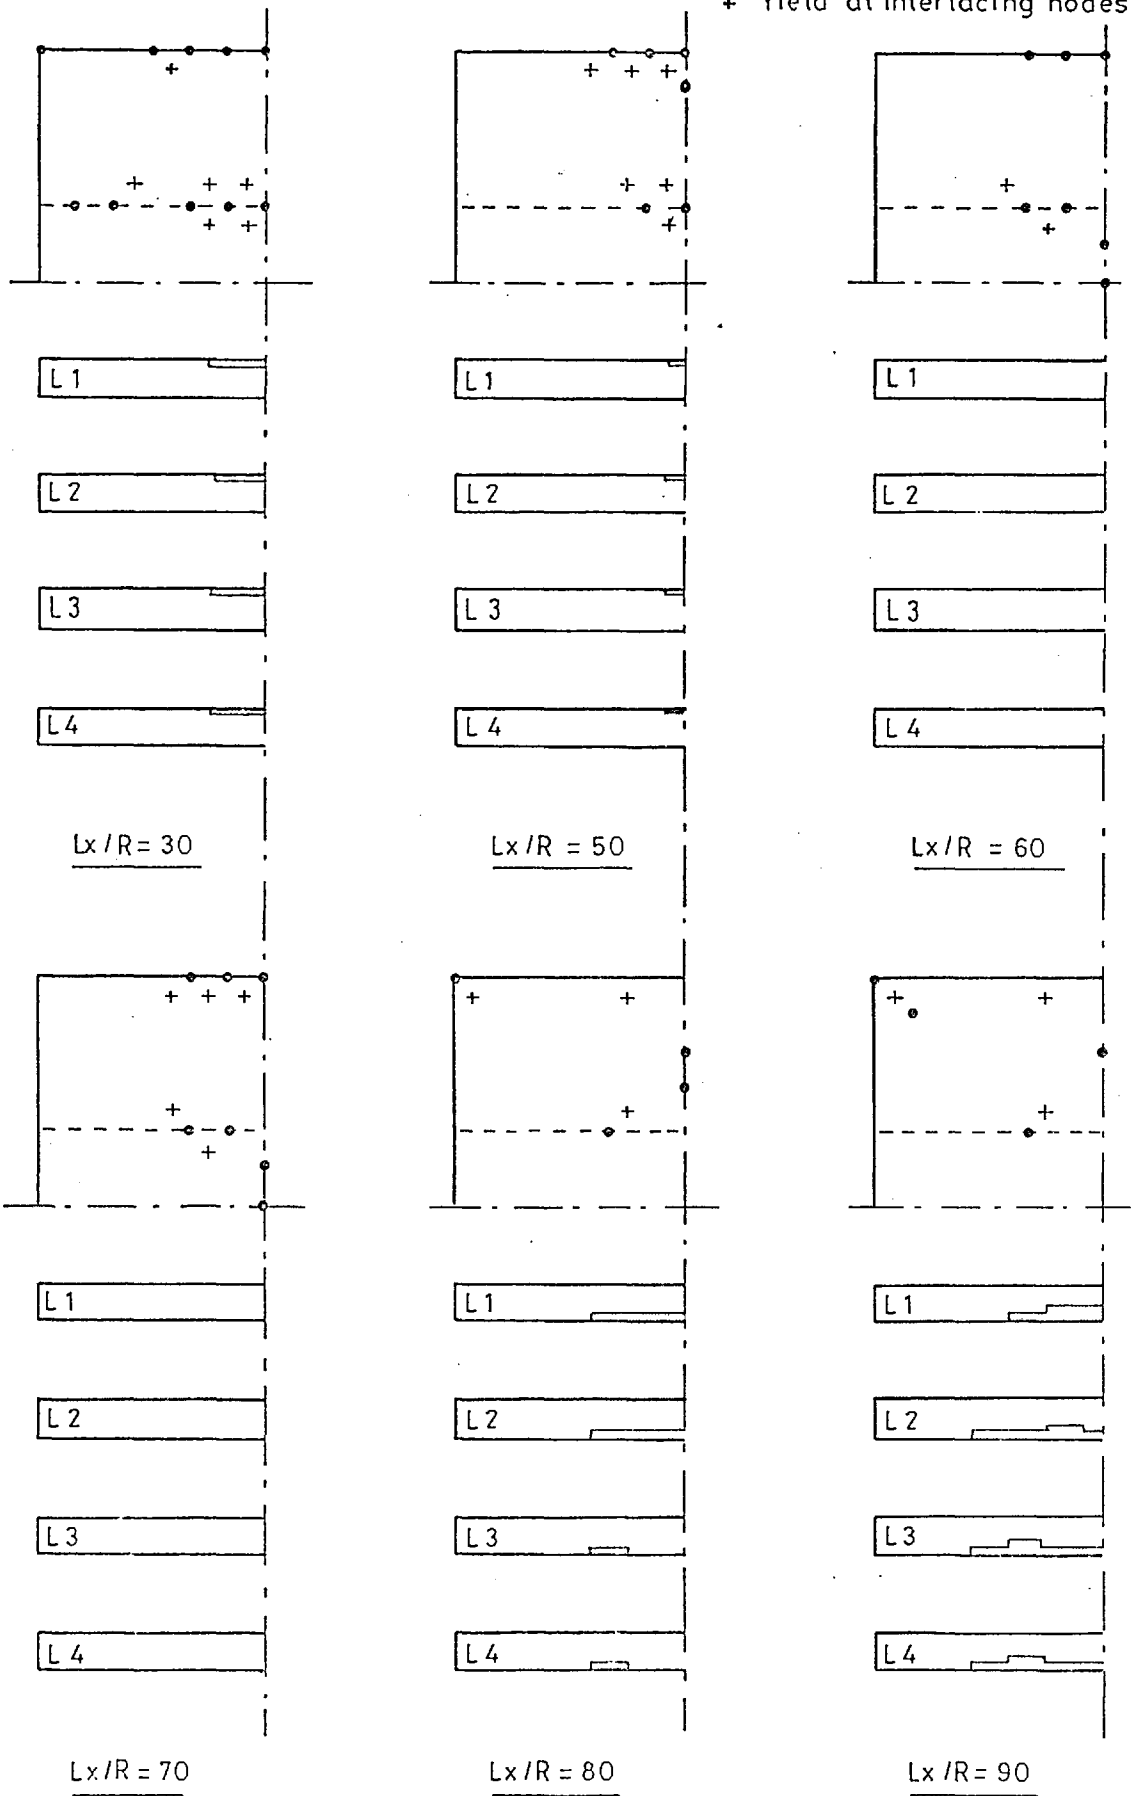 + Yield at interlacing nodes
L1
L1
L1
L2
L2
L2
L3
L3
L3
L4
L4
L4
Lx/R= 30
Lx/R = 50
Lx/R = 60
L1
L1
L1
L2
L2
L2
L3
L3
L3
L4
L4
L4
Lx/R = 70
Lx/R = 80
Lx/R= 90